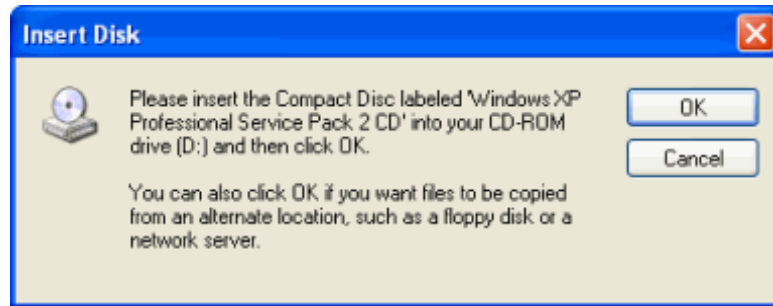 Insert Disk
Please insert the Compact Disc labeled 'Windows XP
Professional Service Pack 2 CD' into your CD-ROM
drive (D:) and then click OK.
You can also click OK if you want files to be copied
from an alternate location, such as a floppy disk or a
network server.
OK
Cancel